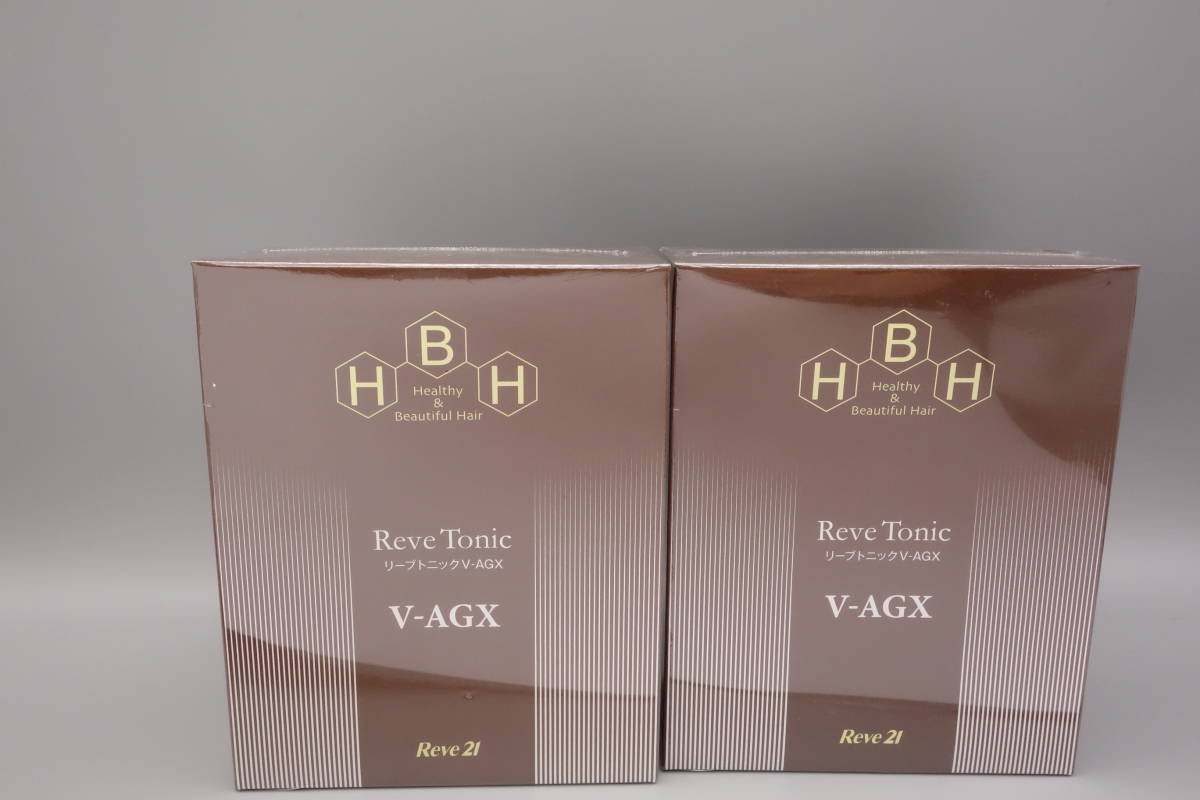 B
H H
Healthy
&
Beautiful Hair
Reve Tonic
リーブトニックV-AGX
V-AGX
Reve21
B
H H
Healthy
&
Beautiful Hair
Reve Tonic
リーブトニックV-AGX
V-AGX
Reve21